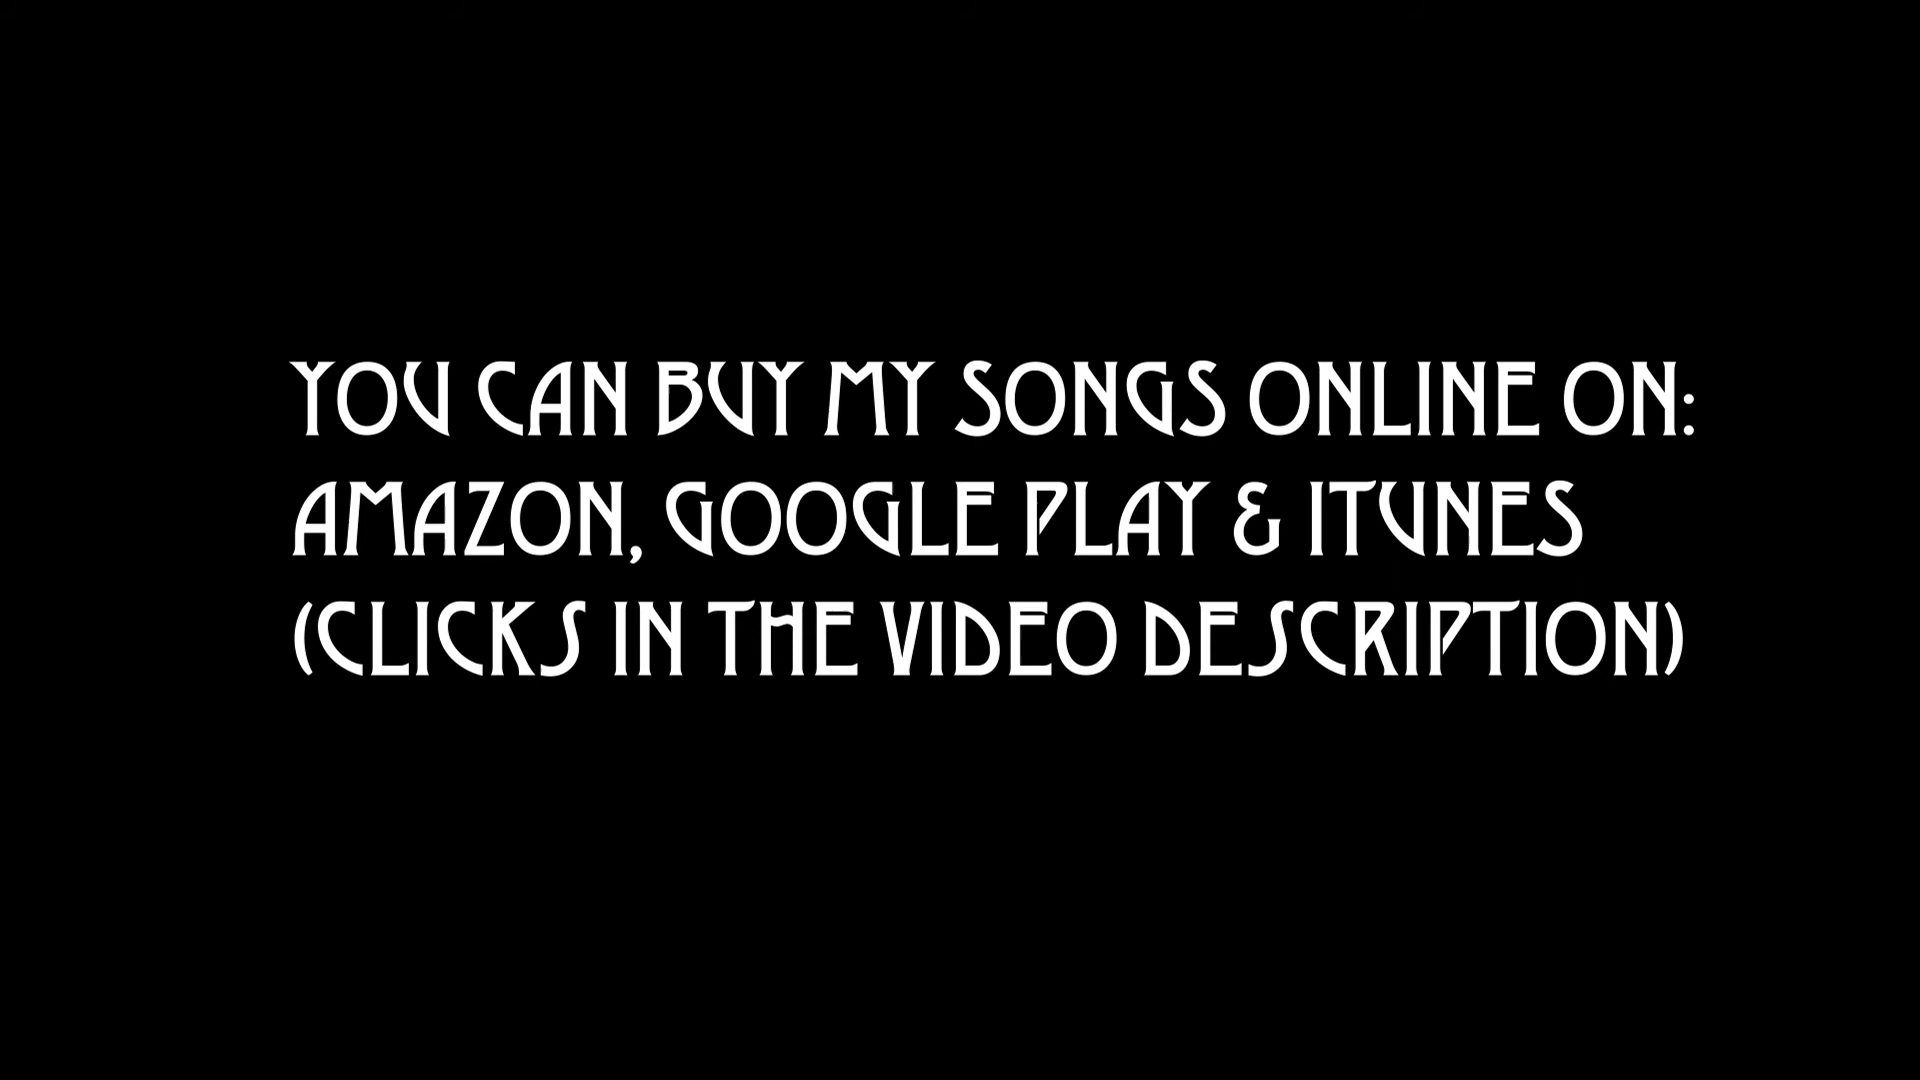 YOU CAN BUY MY SONGS ONLINE ON:
AMAZON, GOOGLE PLAY & ITUNES
(CLICKS IN THE VIDEO DESCRIPTION)